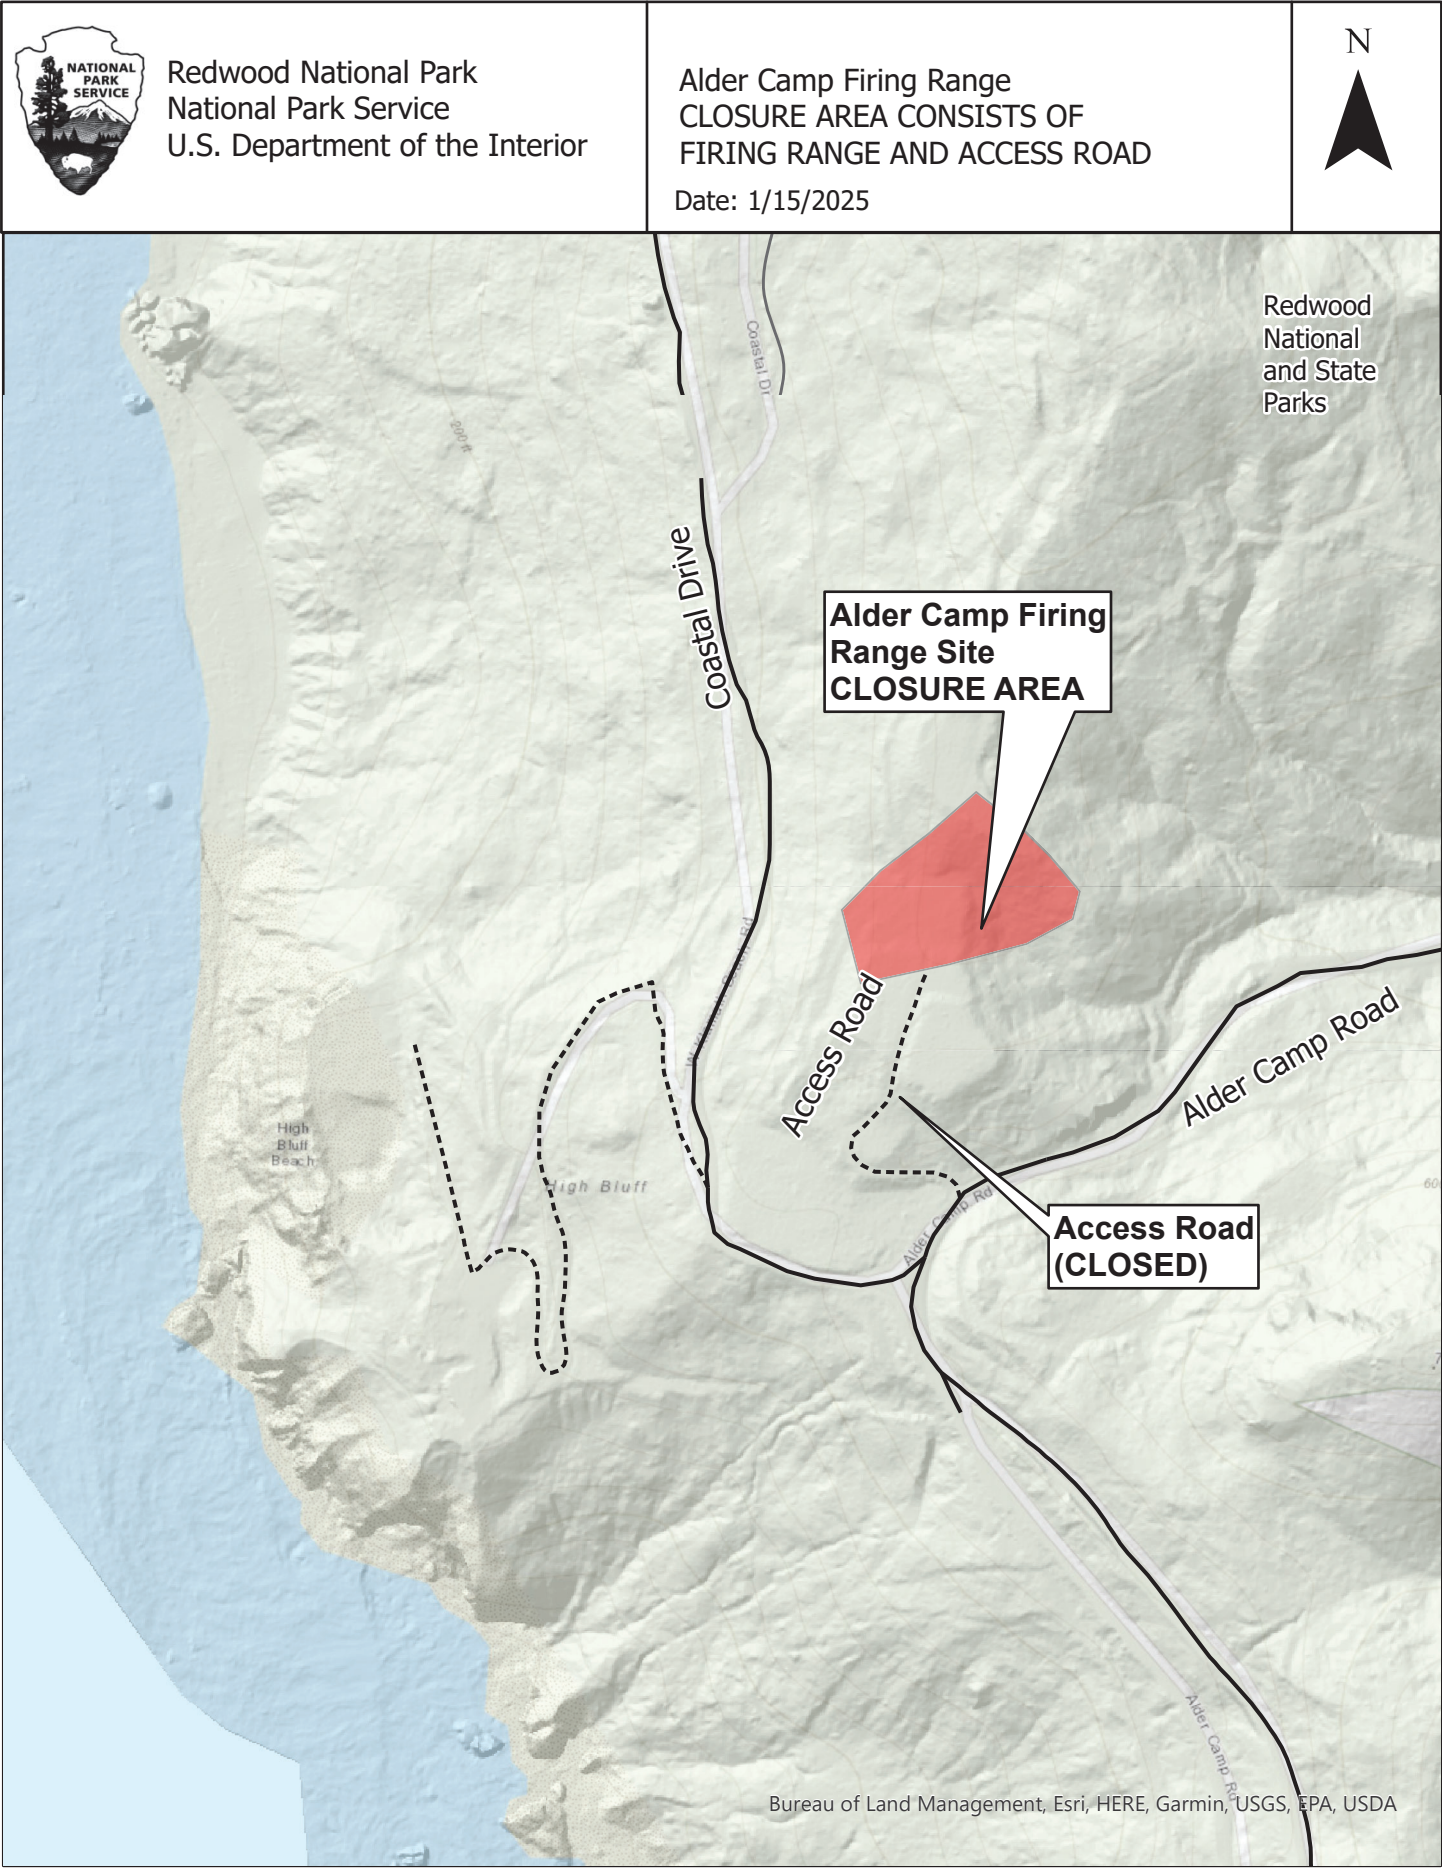 NATIONAL
PARK
SERVICE
Redwood National Park
National Park Service
U.S. Department of the Interior
Alder Camp Firing Range
CLOSURE AREA CONSISTS OF
FIRING RANGE AND ACCESS ROAD
Date: 1/15/2025
N
Redwood
National
and State
Parks
Coastal Dr
200 ft
Coastal Drive
Alder Camp Firing
Range Site
CLOSURE AREA
Access Road
Alder Camp Road
High
Bluff
Beach
High Bluff
Alder Camp Rd
Access Road
(CLOSED)
Alder Camp Rd
Bureau of Land Management, Esri, HERE, Garmin, USGS, EPA, USDA